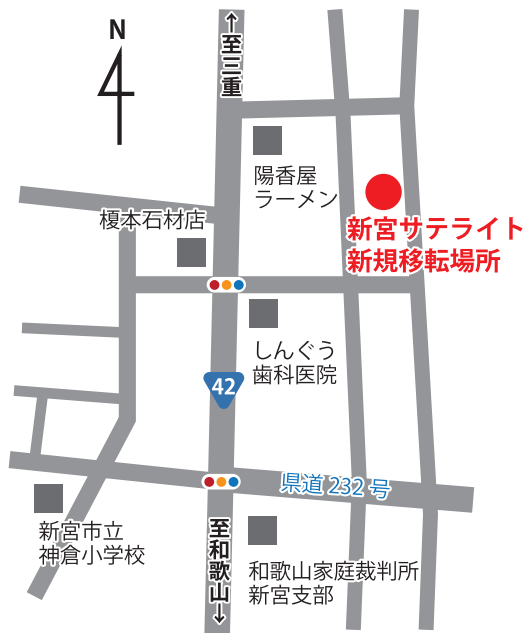 N
↑至三重
陽香屋
ラーメン
榎本石材店
新宮サテライト
新規移転場所
しんぐう
歯科医院
42
県道 232 号
新宮市立
神倉小学校
至和歌山↓
和歌山家庭裁判所
新宮支部